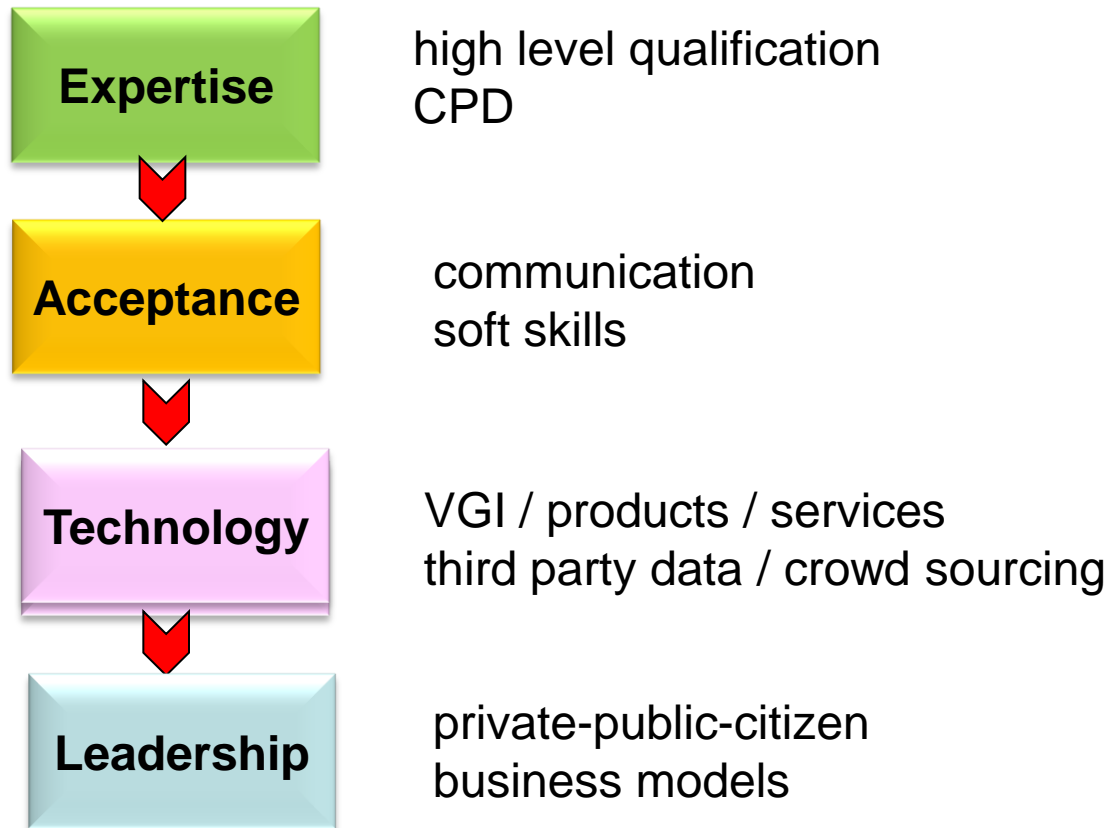 Expertise
high level qualification
CPD
Acceptance
communication
soft skills
Technology
VGI / products / services
third party data / crowd sourcing
Leadership
private-public-citizen
business models